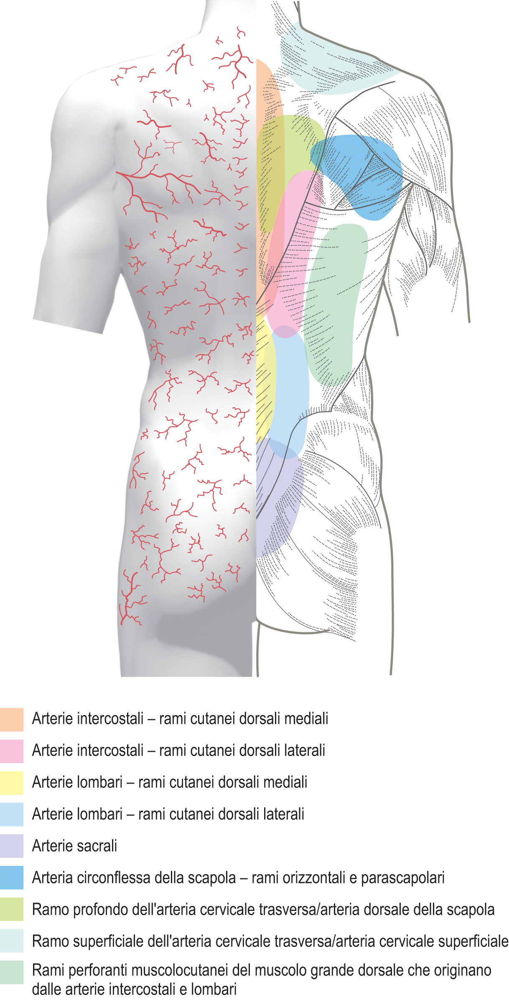 Arterie intercostali – rami cutanei dorsali mediali
Arterie intercostali – rami cutanei dorsali laterali
Arterie lombari – rami cutanei dorsali mediali
Arterie lombari – rami cutanei dorsali laterali
Arterie sacrali
Arteria circonflessa della scapola – rami orizzontali e parascapolari
Ramo profondo dell'arteria cervicale trasversa/arteria dorsale della scapola
Ramo superficiale dell'arteria cervicale trasversa/arteria cervicale superficiale
Rami perforanti muscolocutanei del muscolo grande dorsale che originano
dalle arterie intercostali e lombari